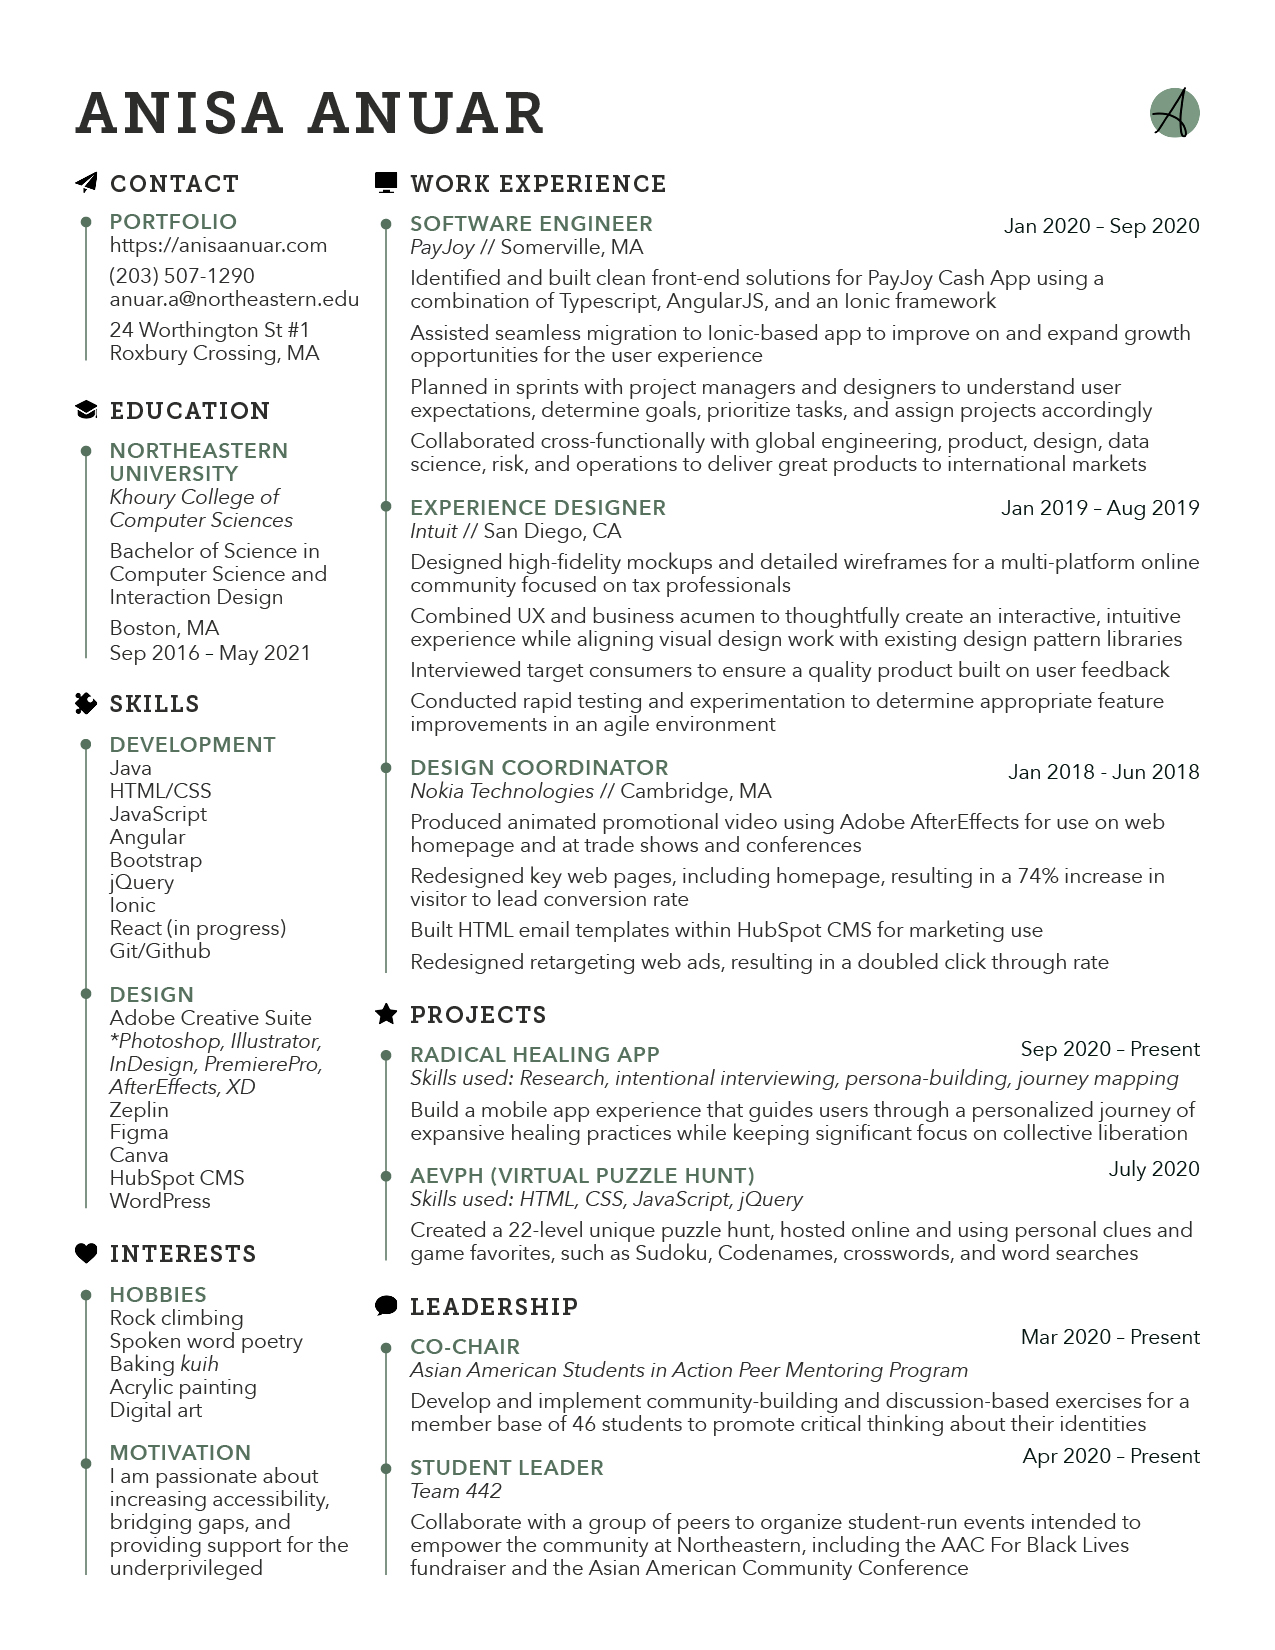 ANISA ANUAR
A
CONTACT
PORTFOLIO
https://anisaanuar.com
(203) 507-1290
anuar.a@northeastern.edu
24 Worthington St #1
Roxbury Crossing, MA
EDUCATION
NORTHEASTERN
UNIVERSITY
Khoury College of
Computer Sciences
Bachelor of Science in
Computer Science and
Interaction Design
Boston, MA
Sep 2016 – May 2021
SKILLS
DEVELOPMENT
Java
HTML/CSS
JavaScript
Angular
Bootstrap
jQuery
Ionic
React (in progress)
Git/Github
DESIGN
Adobe Creative Suite
*Photoshop, Illustrator,
InDesign, PremierePro,
AfterEffects, XD
Zeplin
Figma
Canva
HubSpot CMS
WordPress
INTERESTS
HOBBIES
Rock climbing
Spoken word poetry
Baking kuih
Acrylic painting
Digital art
MOTIVATION
I am passionate about
increasing accessibility,
bridging gaps, and
providing support for the
underprivileged
WORK EXPERIENCE
SOFTWARE ENGINEER Jan 2020 – Sep 2020
PayJoy // Somerville, MA
Identified and built clean front-end solutions for PayJoy Cash App using a
combination of Typescript, AngularJS, and an Ionic framework
Assisted seamless migration to Ionic-based app to improve on and expand growth
opportunities for the user experience
Planned in sprints with project managers and designers to understand user
expectations, determine goals, prioritize tasks, and assign projects accordingly
Collaborated cross-functionally with global engineering, product, design, data
science, risk, and operations to deliver great products to international markets
EXPERIENCE DESIGNER Jan 2019 – Aug 2019
Intuit // San Diego, CA
Designed high-fidelity mockups and detailed wireframes for a multi-platform online
community focused on tax professionals
Combined UX and business acumen to thoughtfully create an interactive, intuitive
experience while aligning visual design work with existing design pattern libraries
Interviewed target consumers to ensure a quality product built on user feedback
Conducted rapid testing and experimentation to determine appropriate feature
improvements in an agile environment
DESIGN COORDINATOR Jan 2018 - Jun 2018
Nokia Technologies // Cambridge, MA
Produced animated promotional video using Adobe AfterEffects for use on web
homepage and at trade shows and conferences
Redesigned key web pages, including homepage, resulting in a 74% increase in
visitor to lead conversion rate
Built HTML email templates within HubSpot CMS for marketing use
Redesigned retargeting web ads, resulting in a doubled click through rate
PROJECTS
RADICAL HEALING APP Sep 2020 – Present
Skills used: Research, intentional interviewing, persona-building, journey mapping
Build a mobile app experience that guides users through a personalized journey of
expansive healing practices while keeping significant focus on collective liberation
AEVPH (VIRTUAL PUZZLE HUNT) July 2020
Skills used: HTML, CSS, JavaScript, jQuery
Created a 22-level unique puzzle hunt, hosted online and using personal clues and
game favorites, such as Sudoku, Codenames, crosswords, and word searches
LEADERSHIP
CO-CHAIR Mar 2020 – Present
Asian American Students in Action Peer Mentoring Program
Develop and implement community-building and discussion-based exercises for a
member base of 46 students to promote critical thinking about their identities
STUDENT LEADER Apr 2020 – Present
Team 442
Collaborate with a group of peers to organize student-run events intended to
empower the community at Northeastern, including the AAC For Black Lives
fundraiser and the Asian American Community Conference